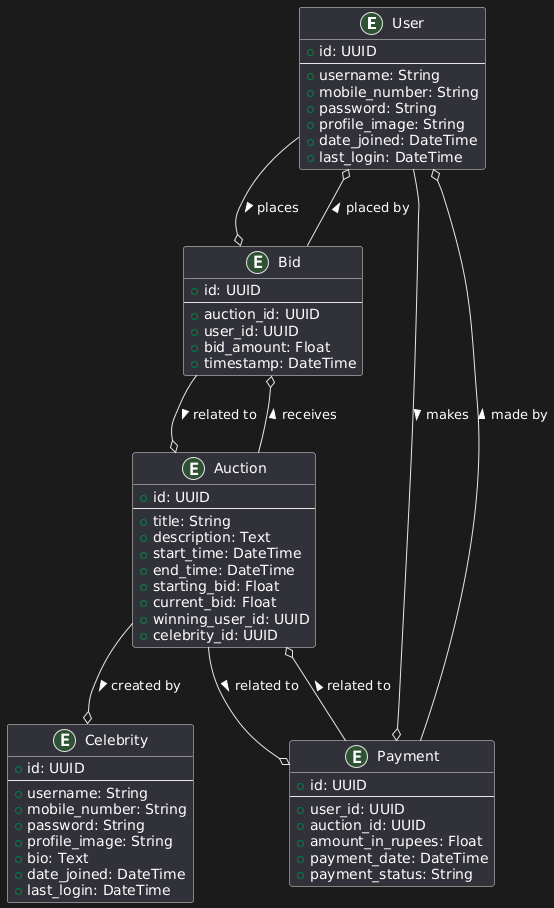 E User
id: UUID
username: String
mobile_number: String
password: String
profile_image: String
date_joined: DateTime
last_login: DateTime
places
placed by
E Bid
id: UUID
auction_id: UUID
user_id: UUID
bid_amount: Float
timestamp: DateTime
related to
receives
makes
made by
E Auction
id: UUID
title: String
description: Text
start_time: DateTime
end_time: DateTime
starting_bid: Float
current_bid: Float
winning_user_id: UUID
celebrity_id: UUID
created by
related to
related to
E Celebrity
id: UUID
username: String
mobile_number: String
password: String
profile_image: String
bio: Text
date_joined: DateTime
last_login: DateTime
E Payment
id: UUID
user_id: UUID
auction_id: UUID
amount_in_rupees: Float
payment_date: DateTime
payment_status: String